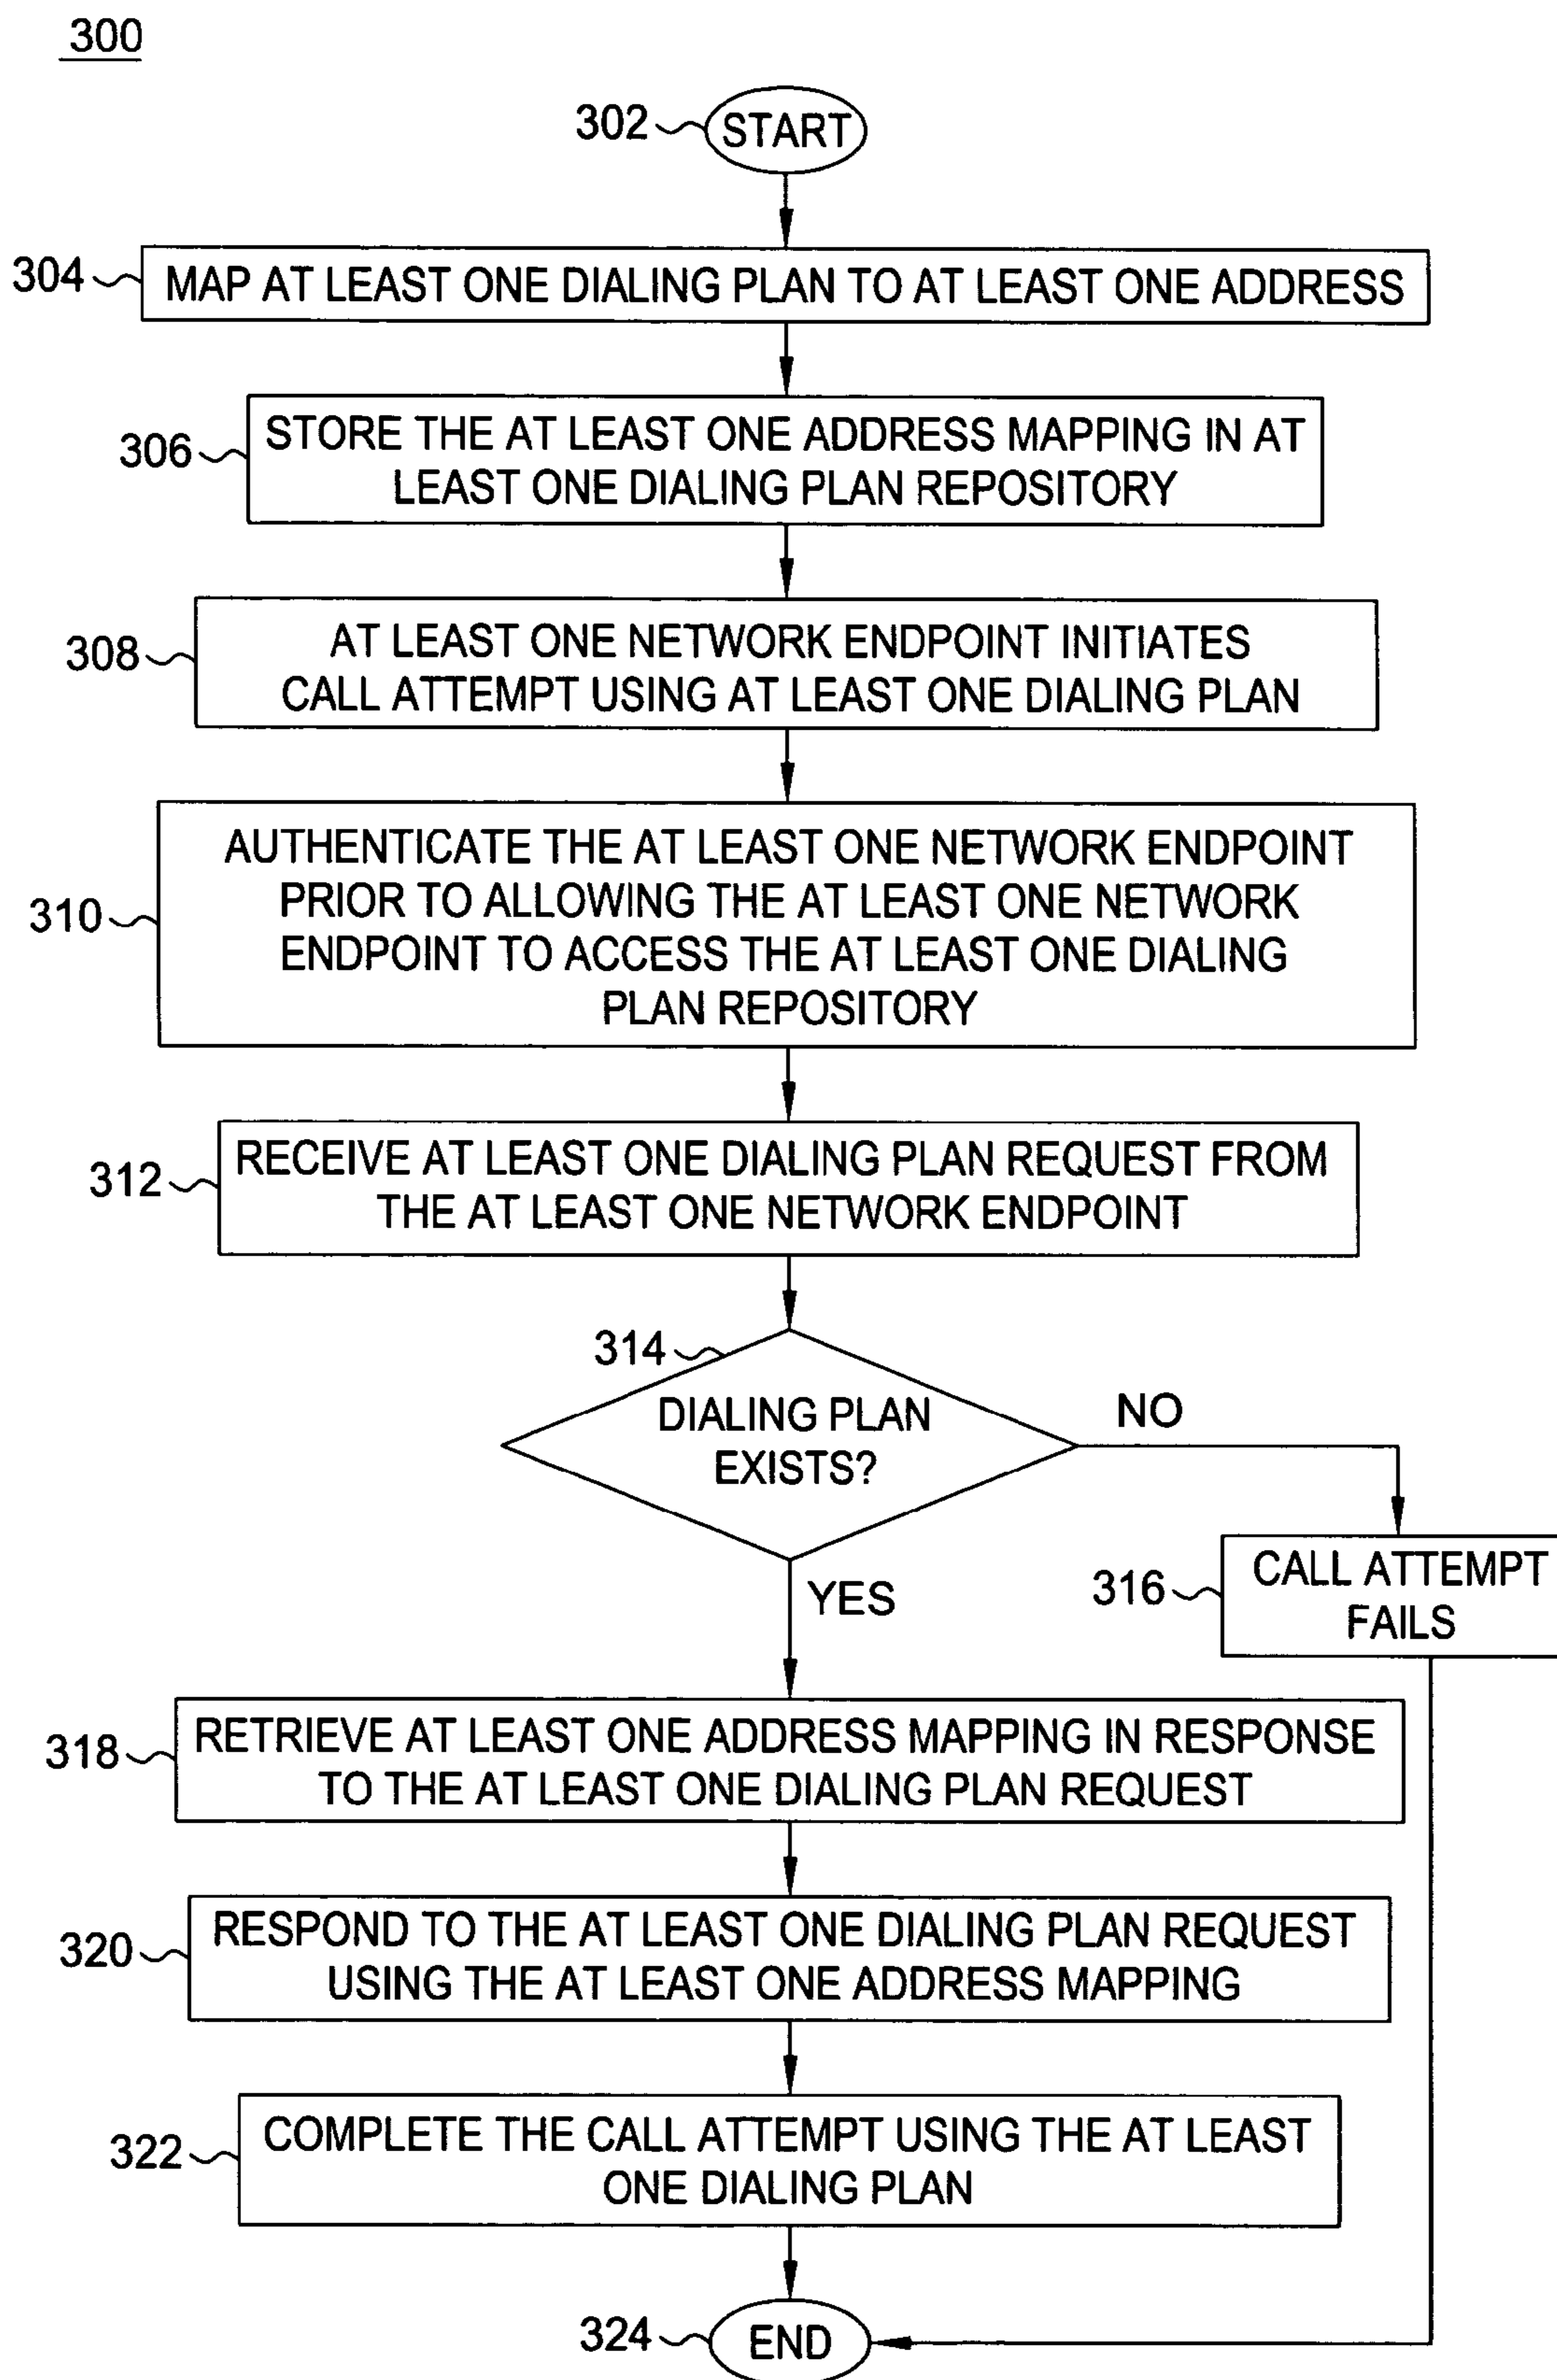 300
302
START
304
MAP AT LEAST ONE DIALING PLAN TO AT LEAST ONE ADDRESS
306
STORE THE AT LEAST ONE ADDRESS MAPPING IN AT
LEAST ONE DIALING PLAN REPOSITORY
308
AT LEAST ONE NETWORK ENDPOINT INITIATES
CALL ATTEMPT USING AT LEAST ONE DIALING PLAN
310
AUTHENTICATE THE AT LEAST ONE NETWORK ENDPOINT
PRIOR TO ALLOWING THE AT LEAST ONE NETWORK
ENDPOINT TO ACCESS THE AT LEAST ONE DIALING
PLAN REPOSITORY
312
RECEIVE AT LEAST ONE DIALING PLAN REQUEST FROM
THE AT LEAST ONE NETWORK ENDPOINT
314
DIALING PLAN
EXISTS?
NO
316
CALL ATTEMPT
FAILS
YES
318
RETRIEVE AT LEAST ONE ADDRESS MAPPING IN RESPONSE
TO THE AT LEAST ONE DIALING PLAN REQUEST
320
RESPOND TO THE AT LEAST ONE DIALING PLAN REQUEST
USING THE AT LEAST ONE ADDRESS MAPPING
322
COMPLETE THE CALL ATTEMPT USING THE AT LEAST
ONE DIALING PLAN
324
END